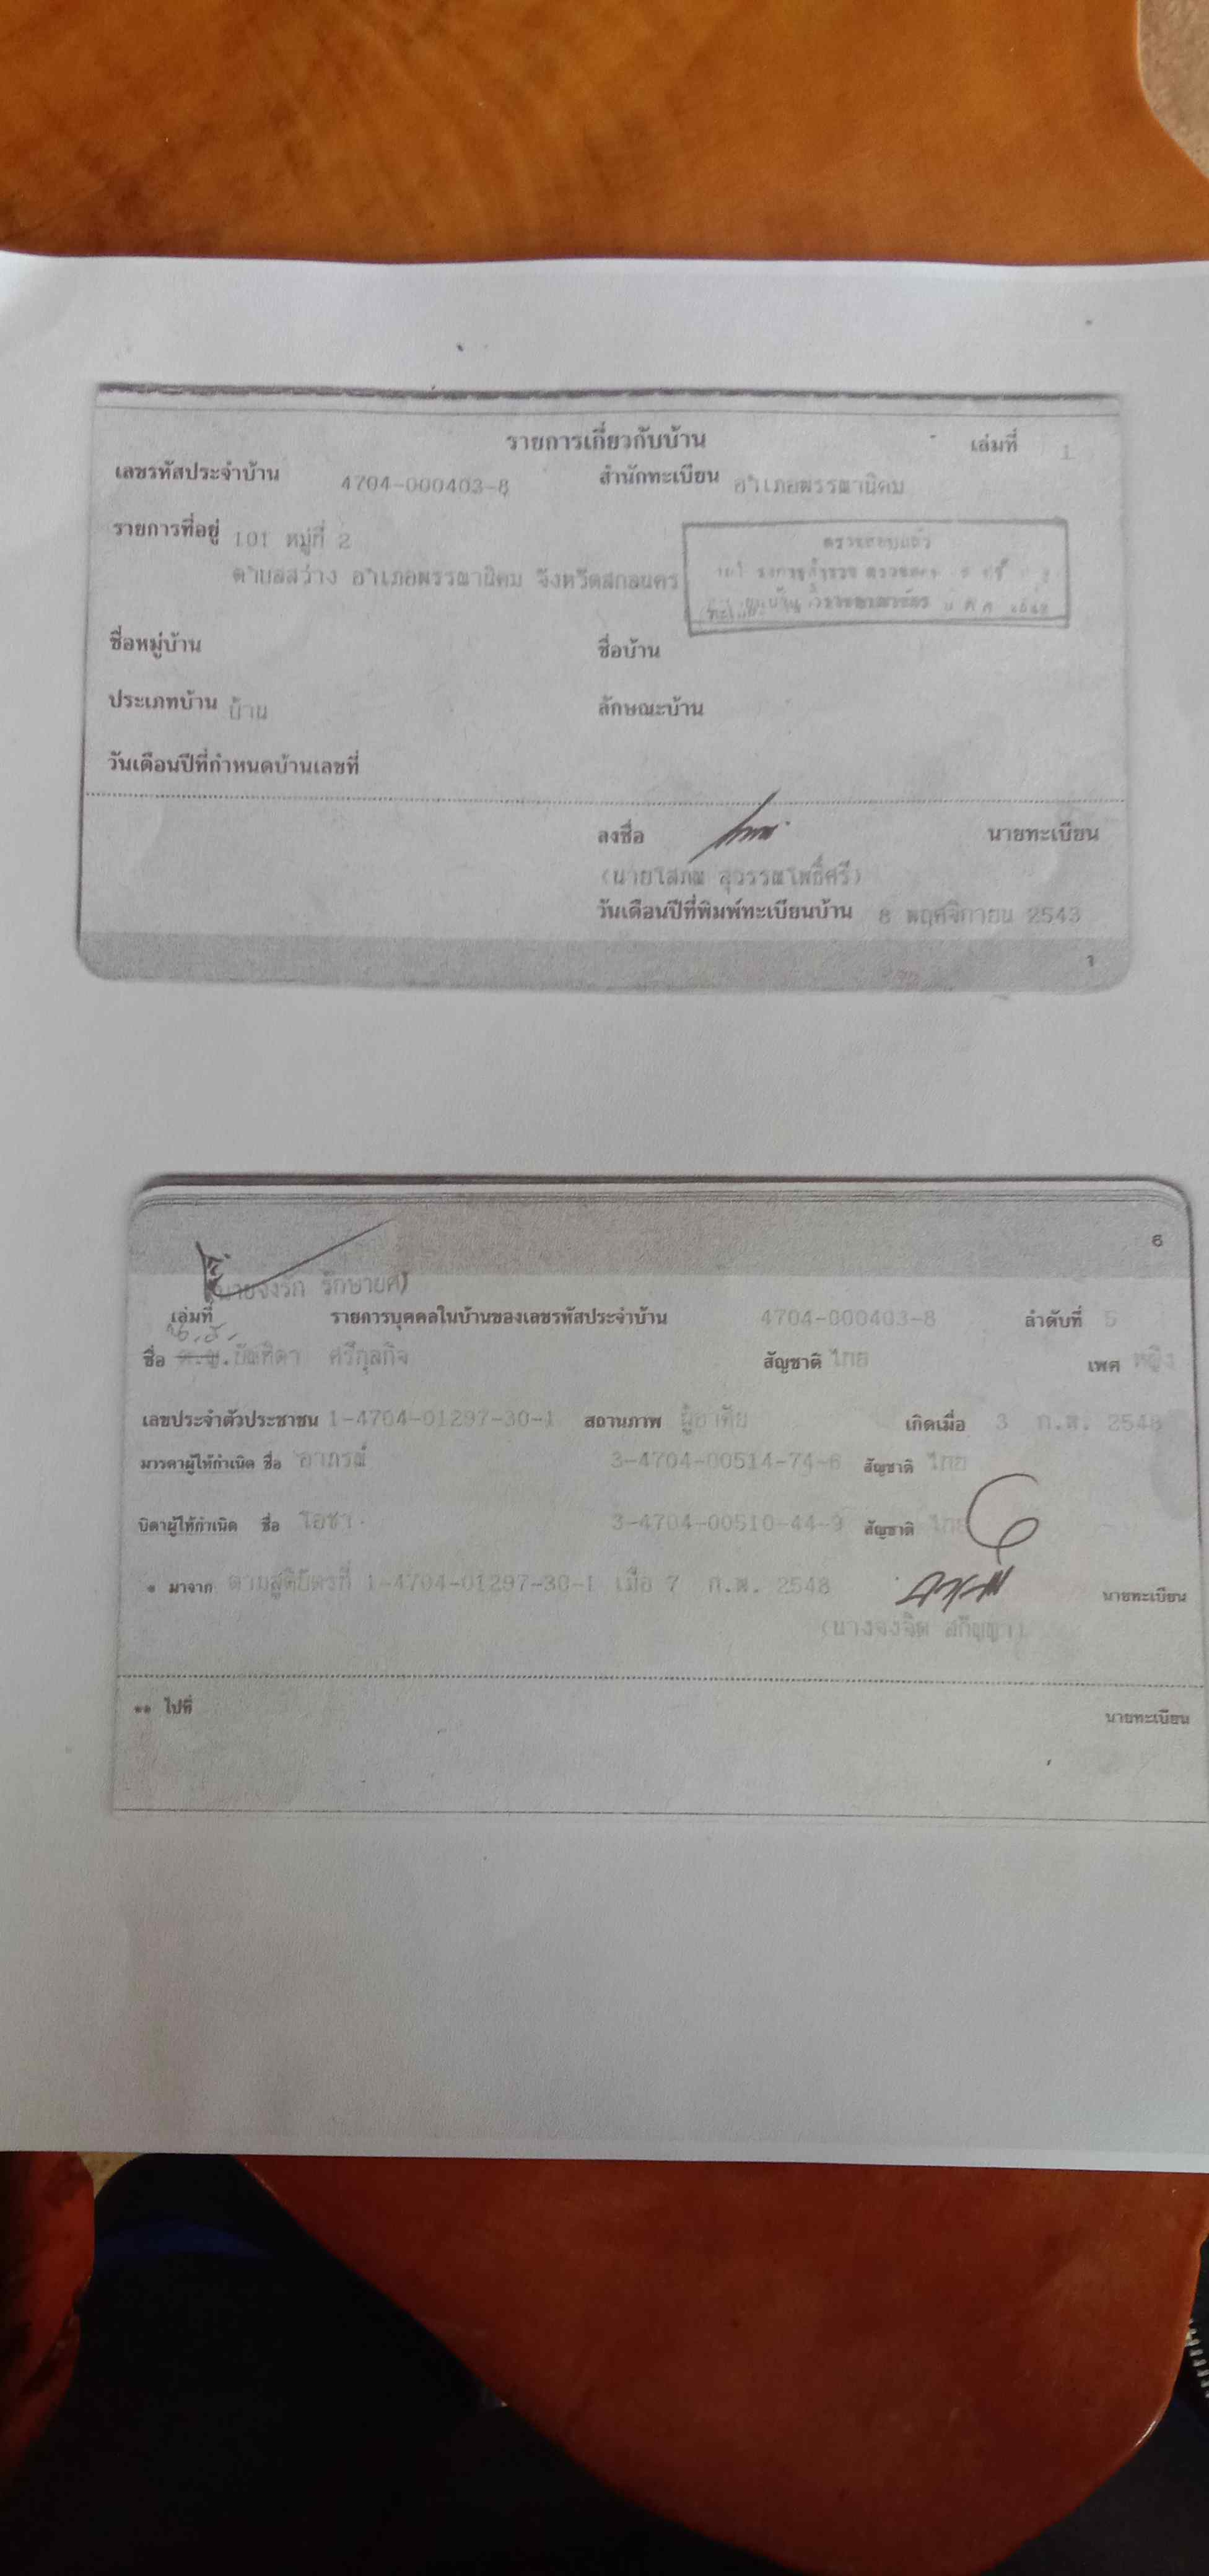 รายการเกี่ยวกับบ้าน เล่มที่ 1
เลขรหัสประจำบ้าน 4704-000403-8 สำนักทะเบียน อำเภอพรรณานิคม
รายการที่อยู่ 101 หมู่ที่ 2
ตำบลสว่าง อำเภอพรรณานิคม จังหวัดสกลนคร
ตรวจสอบแล้ว
ชื่อหมู่บ้าน ชื่อบ้าน
ประเภทบ้าน บ้าน ลักษณะบ้าน
วันเดือนปีที่กำหนดบ้านเลขที่
ลงชื่อ นายทะเบียน
(นายโสภณ สุวรรณโพธิ์ศรี)
วันเดือนปีที่พิมพ์ทะเบียนบ้าน 8 พฤศจิกายน 2543
1
6
นายจงรัก รักษายศ)
เล่มที่ รายการบุคคลในบ้านของเลขรหัสประจำบ้าน 4704-000403-8 ลำดับที่ 5
น.ส.
ชื่อ ด.ญ.บัณฑิตา ศรีกุลกิจ สัญชาติ ไทย เพศ หญิง
เลขประจำตัวประชาชน 1-4704-01297-30-1 สถานภาพ ผู้อาศัย เกิดเมื่อ 3 ก.พ. 2548
มารดาผู้ให้กำเนิด ชื่อ อาภรณ์ 3-4704-00514-74-6 สัญชาติ ไทย
บิดาผู้ให้กำเนิด ชื่อ โอชา 3-4704-00510-44-9 สัญชาติ ไทย
* มาจาก ตามสูติบัตรที่ 1-4704-01297-30-1 เมื่อ 7 ก.พ. 2548 นายทะเบียน
(นางจงจิต สกัญญา)
** ไปที่ นายทะเบียน